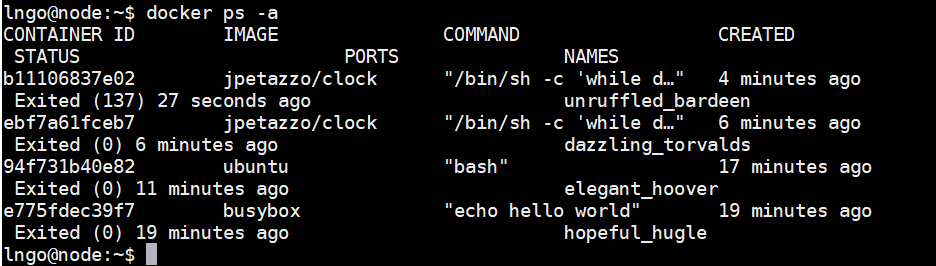 lngo@node:~$ docker ps -a
CONTAINER ID        IMAGE               COMMAND                  CREATED
 STATUS                        PORTS               NAMES
b11106837e02        jpetazzo/clock      "/bin/sh -c 'while d…"   4 minutes ago
 Exited (137) 27 seconds ago                       unruffled_bardeen
ebf7a61fceb7        jpetazzo/clock      "/bin/sh -c 'while d…"   6 minutes ago
 Exited (0) 6 minutes ago                          dazzling_torvalds
94f731b40e82        ubuntu              "bash"                   17 minutes ago
 Exited (0) 11 minutes ago                         elegant_hoover
e775fdec39f7        busybox             "echo hello world"       19 minutes ago
 Exited (0) 19 minutes ago                         hopeful_hugle
lngo@node:~$